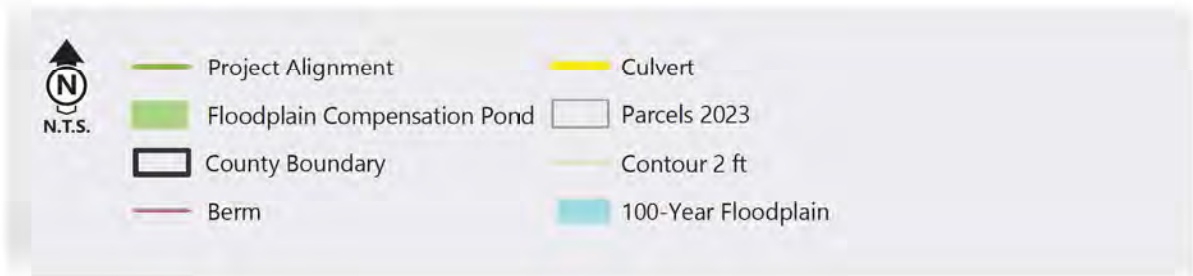 N
N.T.S.
Project Alignment
Floodplain Compensation Pond
County Boundary
Berm
Culvert
Parcels 2023
Contour 2 ft
100-Year Floodplain